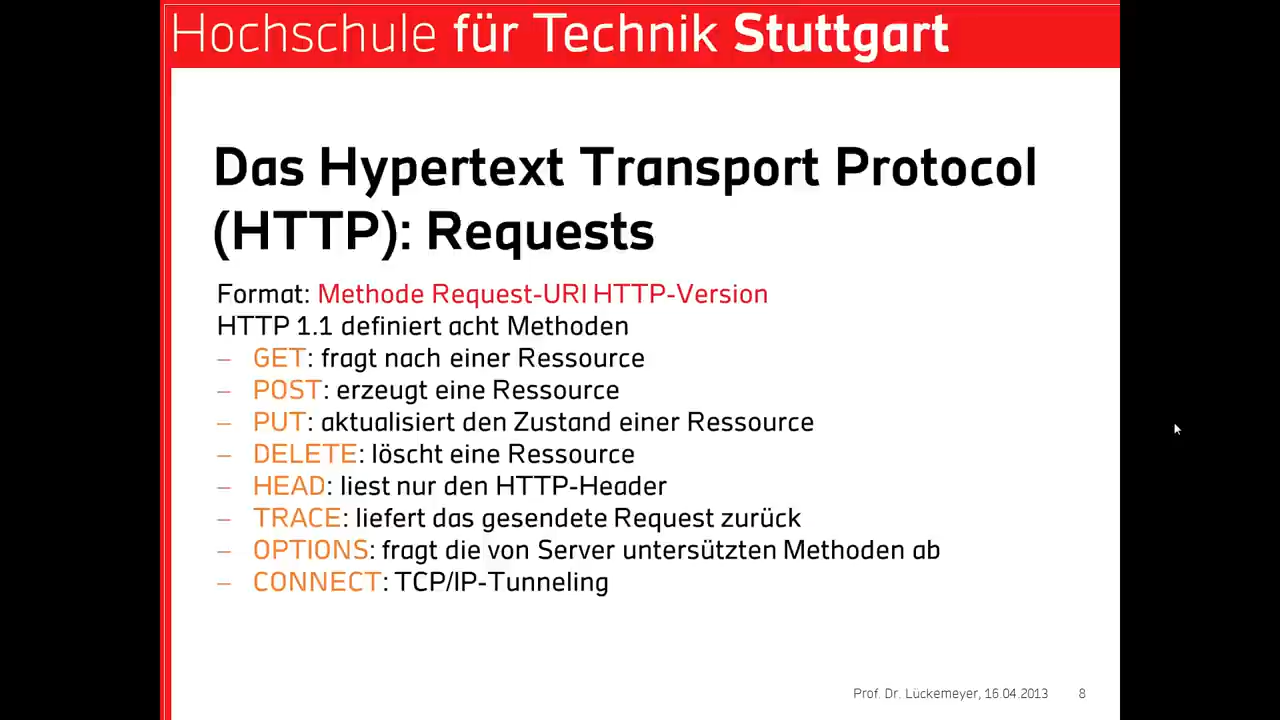 Hochschule für Technik Stuttgart
Das Hypertext Transport Protocol
(HTTP): Requests
Format: Methode Request-URI HTTP-Version
HTTP 1.1 definiert acht Methoden
– GET: fragt nach einer Ressource
– POST: erzeugt eine Ressource
– PUT: aktualisiert den Zustand einer Ressource
– DELETE: löscht eine Ressource
– HEAD: liest nur den HTTP-Header
– TRACE: liefert das gesendete Request zurück
– OPTIONS: fragt die von Server untersützten Methoden ab
– CONNECT: TCP/IP-Tunneling
Prof. Dr. Lückemeyer, 16.04.2013 8